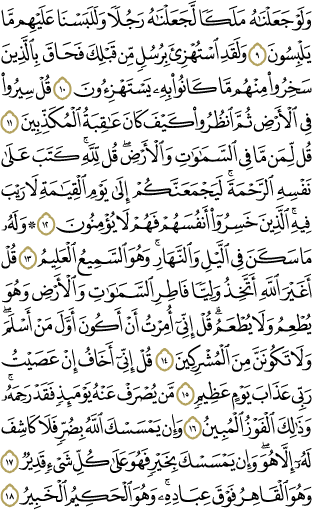 وَلَوْ جَعَلْنَٰهُ مَلَكًا لَّجَعَلْنَٰهُ رَجُلًا وَلَلَبَسْنَا عَلَيْهِم مَّا
يَلْبِسُونَ ٩ وَلَقَدِ ٱسْتُهْزِئَ بِرُسُلٍ مِّن قَبْلِكَ فَحَاقَ بِٱلَّذِينَ
سَخِرُوا۟ مِنْهُم مَّا كَانُوا۟ بِهِۦ يَسْتَهْزِءُونَ ١٠ قُلْ سِيرُوا۟
فِى ٱلْأَرْضِ ثُمَّ ٱنظُرُوا۟ كَيْفَ كَانَ عَٰقِبَةُ ٱلْمُكَذِّبِينَ ١١
قُل لِّمَن مَّا فِى ٱلسَّمَٰوَٰتِ وَٱلْأَرْضِ ۖ قُل لِّلَّهِ ۚ كَتَبَ عَلَىٰ
نَفْسِهِ ٱلرَّحْمَةَ ۚ لَيَجْمَعَنَّكُمْ إِلَىٰ يَوْمِ ٱلْقِيَٰمَةِ لَا رَيْبَ
فِيهِ ۚ ٱلَّذِينَ خَسِرُوٓا۟ أَنفُسَهُمْ فَهُمْ لَا يُؤْمِنُونَ ١٢ ۞ وَلَهُۥ
مَا سَكَنَ فِى ٱلَّيْلِ وَٱلنَّهَارِ ۚ وَهُوَ ٱلسَّمِيعُ ٱلْعَلِيمُ ١٣ قُلْ
أَغَيْرَ ٱللَّهِ أَتَّخِذُ وَلِيًّا فَاطِرِ ٱلسَّمَٰوَٰتِ وَٱلْأَرْضِ وَهُوَ
يُطْعِمُ وَلَا يُطْعَمُ ۗ قُلْ إِنِّىٓ أُمِرْتُ أَنْ أَكُونَ أَوَّلَ مَنْ أَسْلَمَ ۖ
وَلَا تَكُونَنَّ مِنَ ٱلْمُشْرِكِينَ ١٤ قُلْ إِنِّىٓ أَخَافُ إِنْ عَصَيْتُ
رَبِّى عَذَابَ يَوْمٍ عَظِيمٍ ١٥ مَّن يُصْرَفْ عَنْهُ يَوْمَئِذٍ فَقَدْ رَحِمَهُۥ ۚ
وَذَٰلِكَ ٱلْفَوْزُ ٱلْمُبِينُ ١٦ وَإِن يَمْسَسْكَ ٱللَّهُ بِضُرٍّ فَلَا كَاشِفَ
لَهُۥٓ إِلَّا هُوَ ۖ وَإِن يَمْسَسْكَ بِخَيْرٍ فَهُوَ عَلَىٰ كُلِّ شَىْءٍ قَدِيرٌ ١٧
وَهُوَ ٱلْقَاهِرُ فَوْقَ عِبَادِهِۦ ۚ وَهُوَ ٱلْحَكِيمُ ٱلْخَبِيرُ ١٨